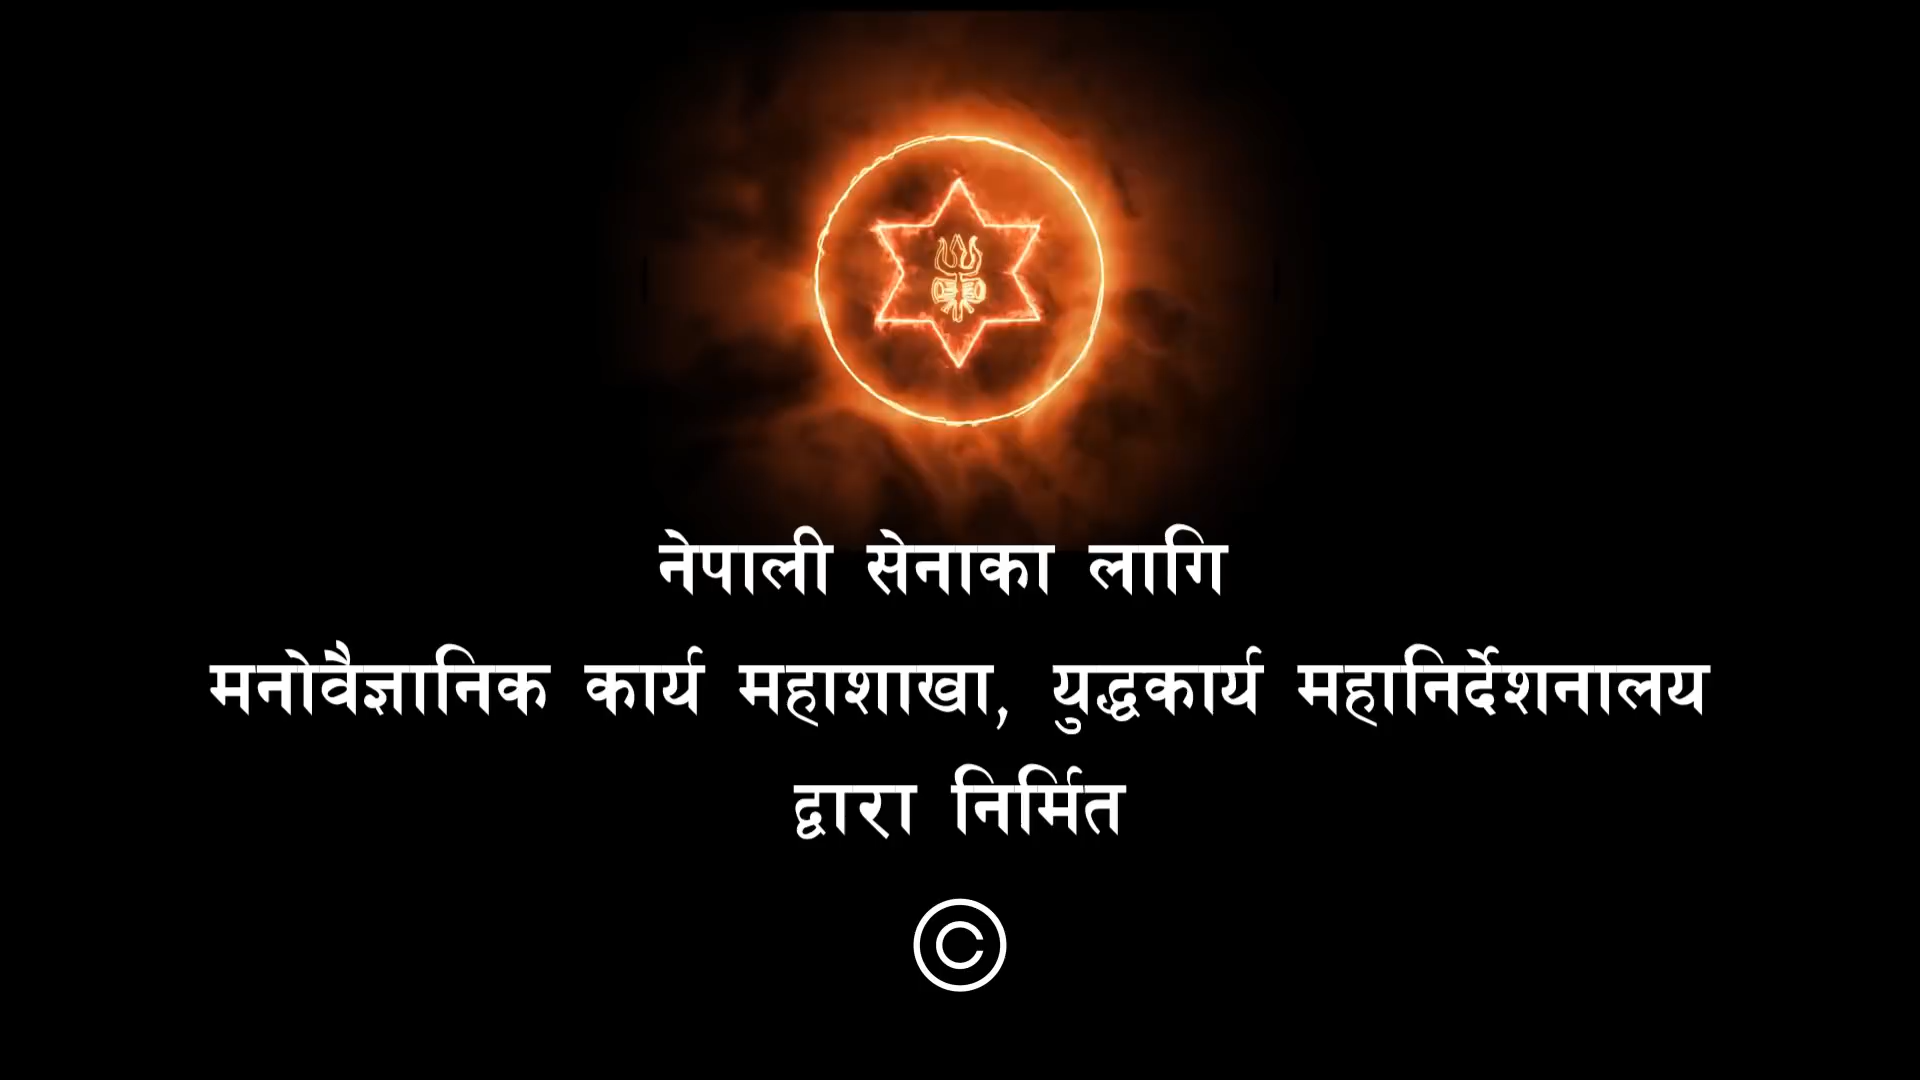 नेपाली सेनाका लागि
मनोवैज्ञानिक कार्य महाशाखा, युद्धकार्य महानिर्देशनालय
द्वारा निर्मित
©